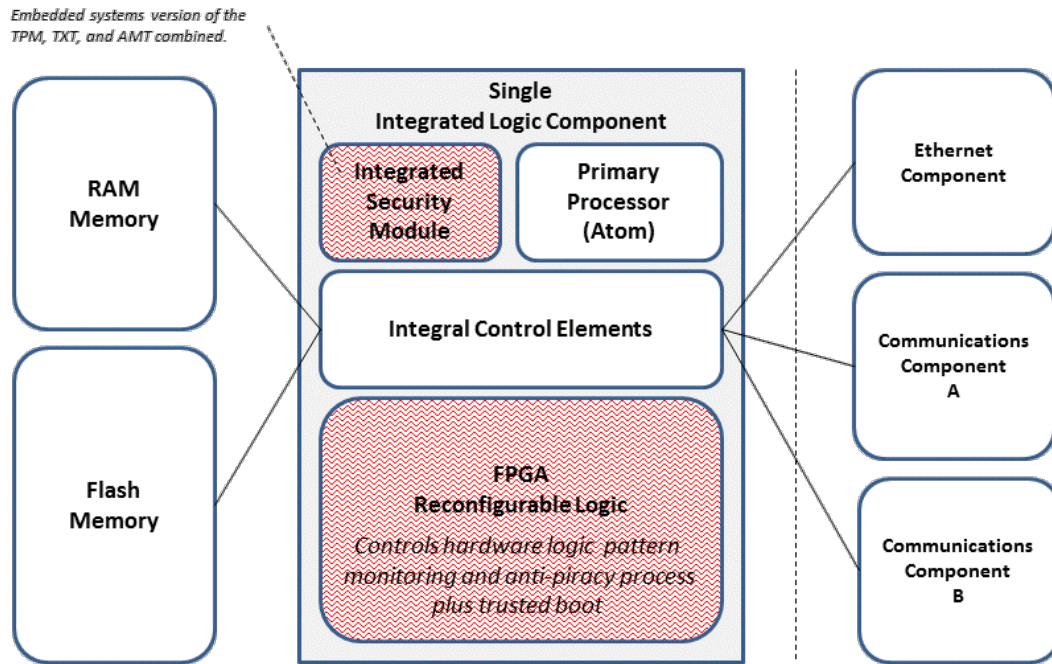 Embedded systems version of the
TPM, TXT, and AMT combined.
RAM
Memory
Flash
Memory
Single
Integrated Logic Component
Integrated
Security
Module
Primary
Processor
(Atom)
Integral Control Elements
FPGA
Reconfigurable Logic
Controls hardware logic pattern
monitoring and anti-piracy process
plus trusted boot
Ethernet
Component
Communications
Component
A
Communications
Component
B